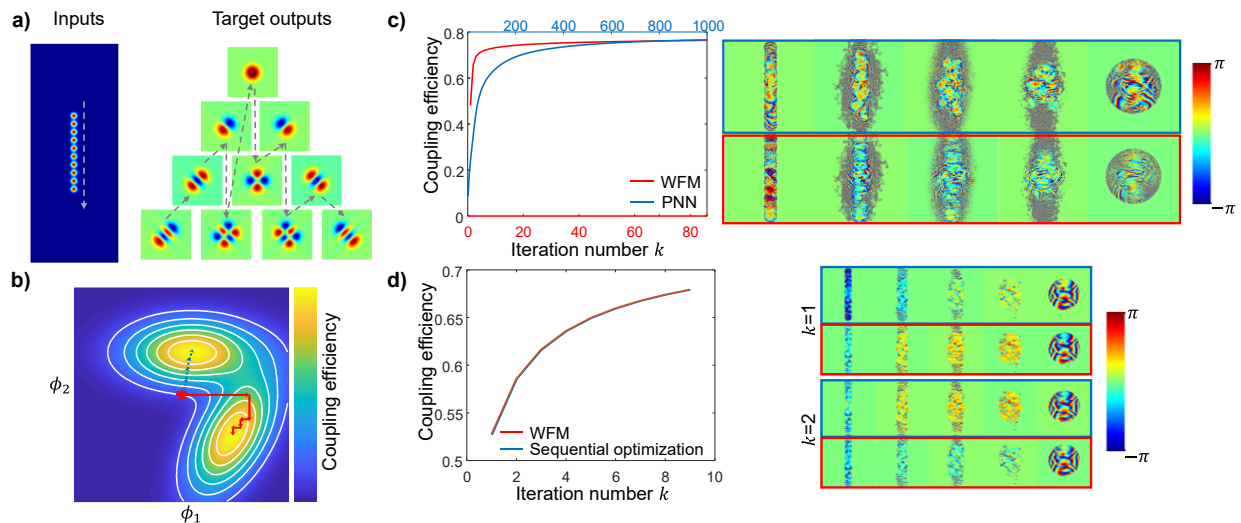 a)
Inputs
Target outputs
b)
ϕ2
ϕ1
Coupling efficiency
c)
200 400 600 800 1000
0.8
0.6
0.4
0.2
0
Coupling efficiency
WFM
PNN
0 20 40 60 80
Iteration number k
π
−π
d)
0.7
0.65
0.6
0.55
0.5
Coupling efficiency
WFM
Sequential optimization
0 2 4 6 8 10
Iteration number k
k=1
k=2
π
−π